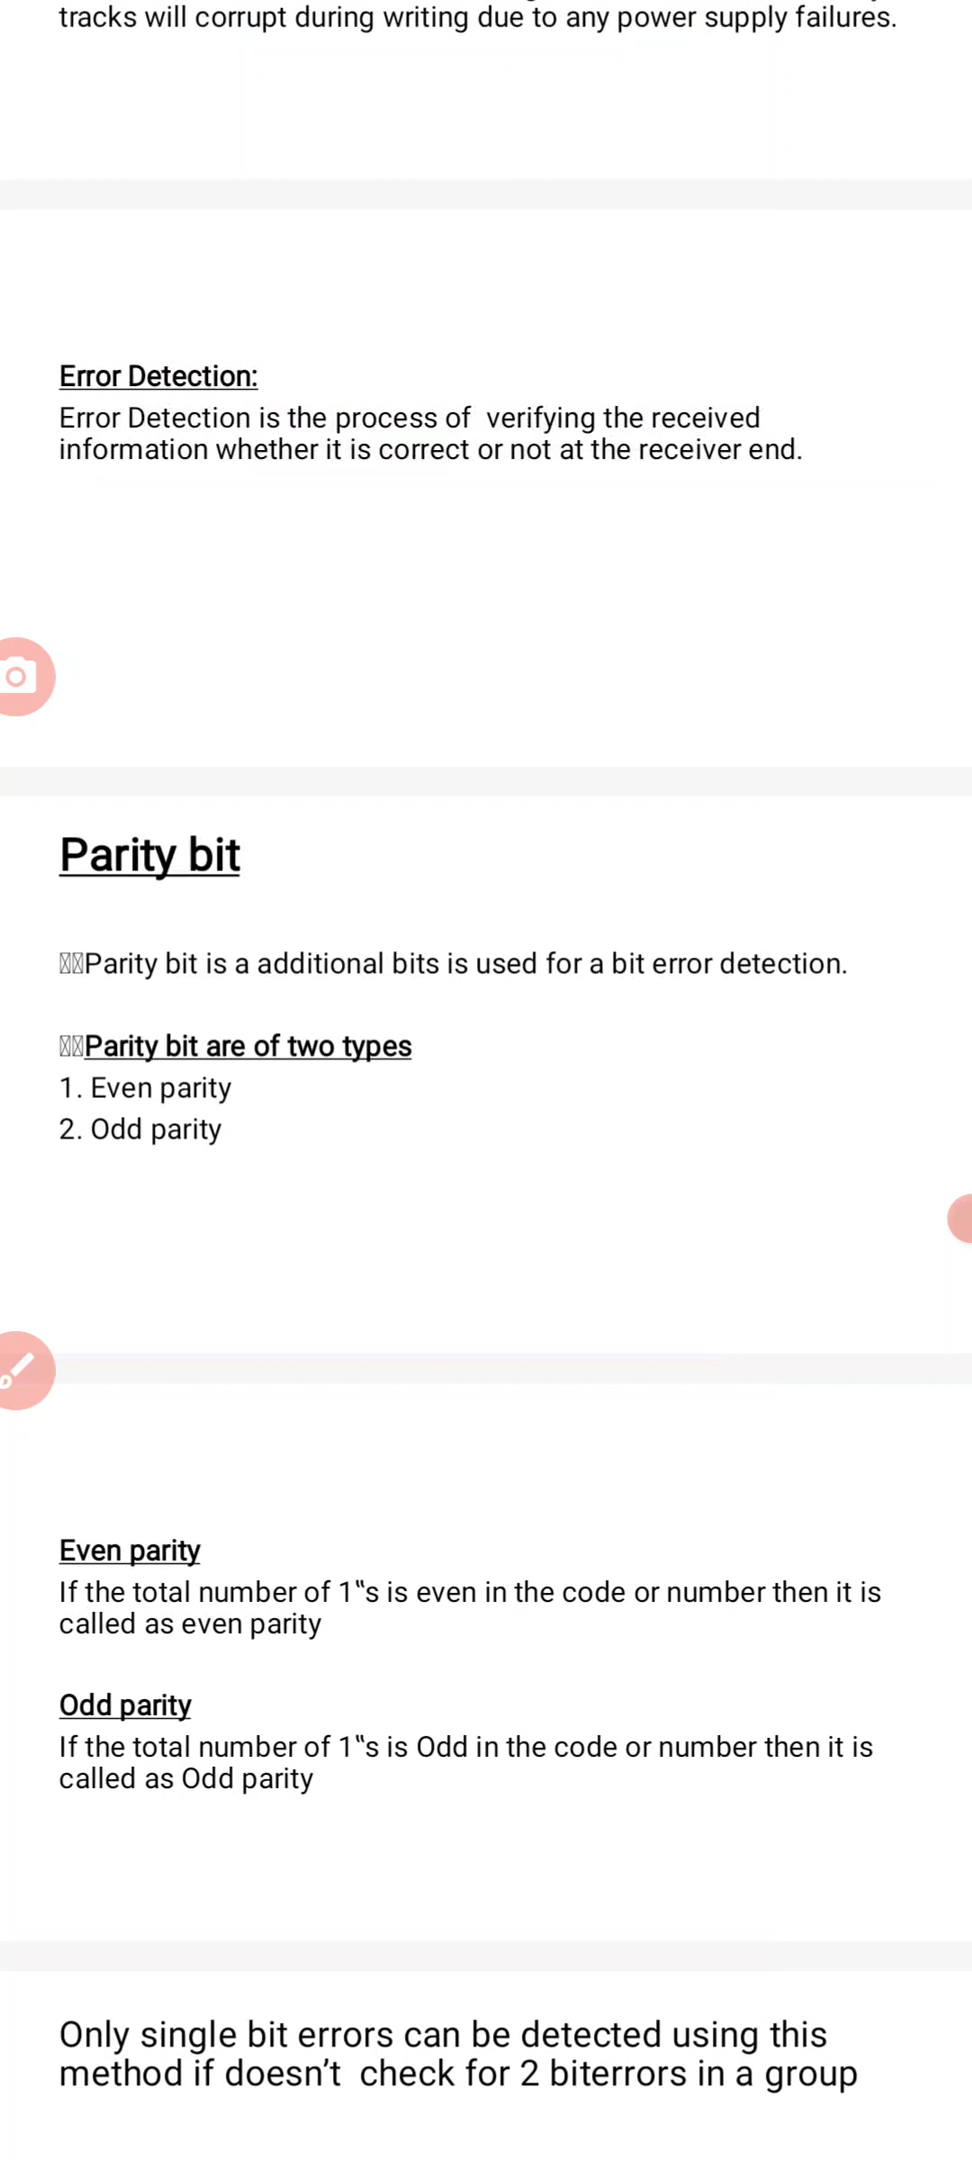 tracks will corrupt during writing due to any power supply failures.
Error Detection:
Error Detection is the process of  verifying the received
information whether it is correct or not at the receiver end.
Parity bit
Parity bit is a additional bits is used for a bit error detection.
Parity bit are of two types
1. Even parity
2. Odd parity
Even parity
If the total number of 1‟s is even in the code or number then it is
called as even parity
Odd parity
If the total number of 1‟s is Odd in the code or number then it is
called as Odd parity
Only single bit errors can be detected using this
method if doesn’t  check for 2 biterrors in a group